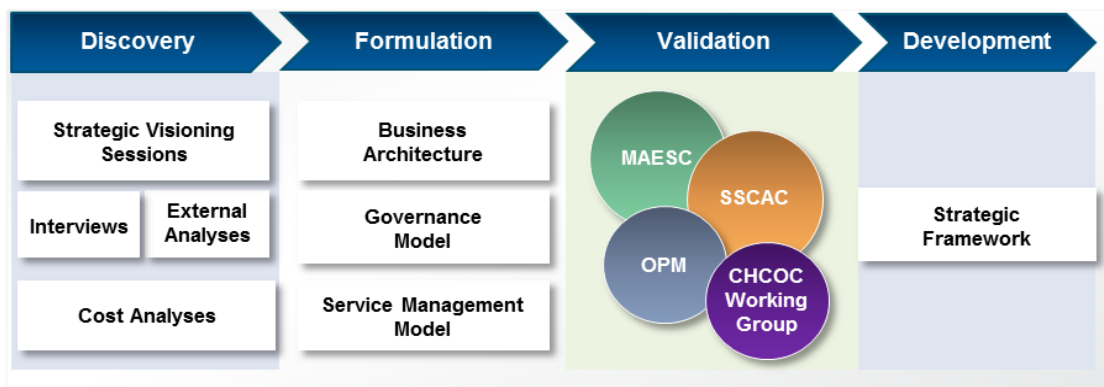 Discovery
Formulation
Validation
Development
Strategic Visioning
Sessions
Interviews
External
Analyses
Cost Analyses
Business
Architecture
Governance
Model
Service Management
Model
MAESC
SSCAC
OPM
CHCOC
Working
Group
Strategic
Framework